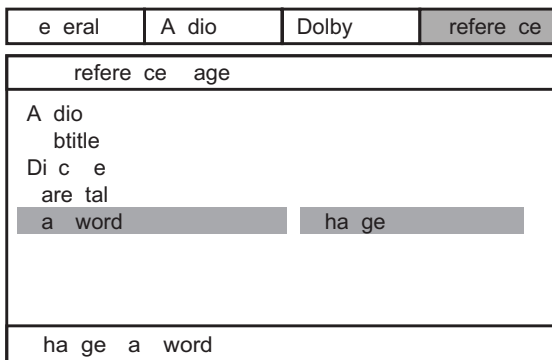 e eral A dio Dolby refere ce
refere ce age
A dio
btitle
Di c e
are tal
a word ha ge
ha ge a word